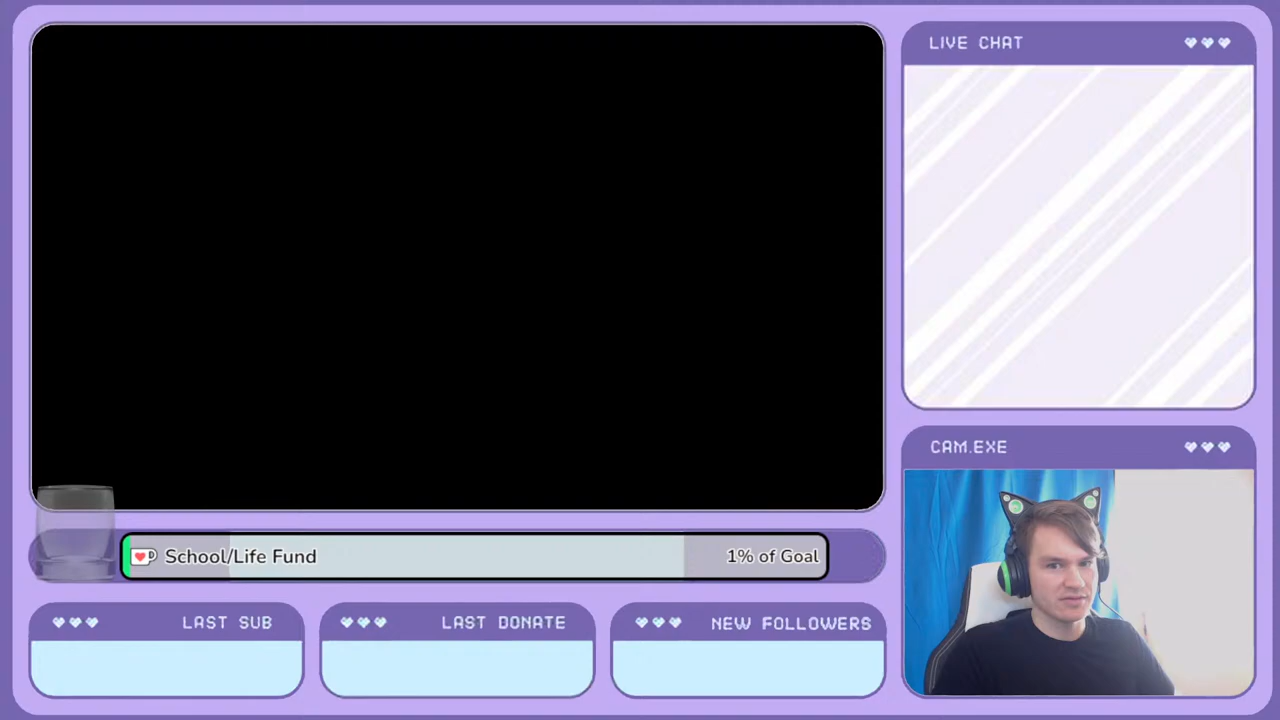 LIVE CHAT
CAM.EXE
School/Life Fund
1% of Goal
LAST SUB
LAST DONATE
NEW FOLLOWERS